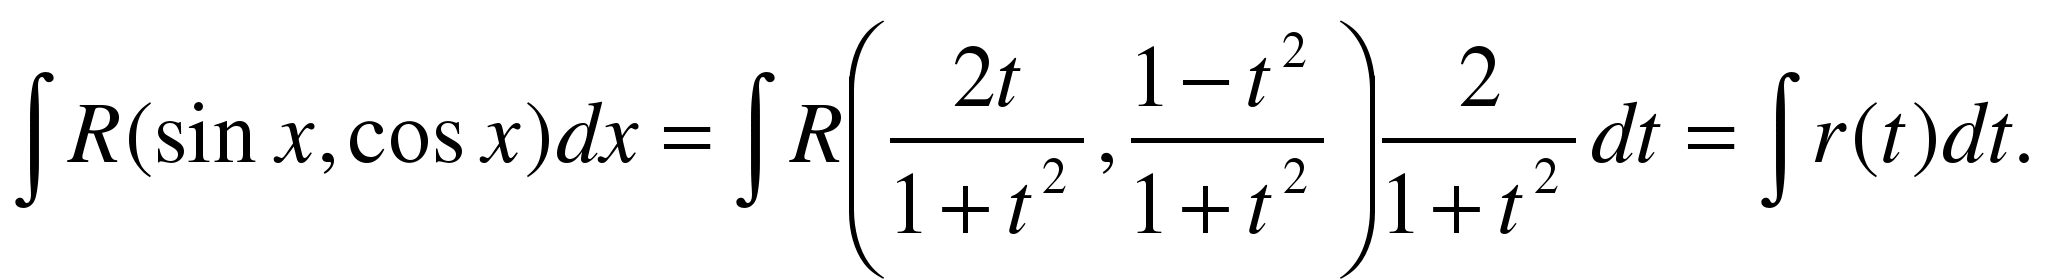 ∫R(sin x, cos x)dx = ∫R(2t/(1+t²), (1−t²)/(1+t²)) 2/(1+t²) dt = ∫r(t)dt.